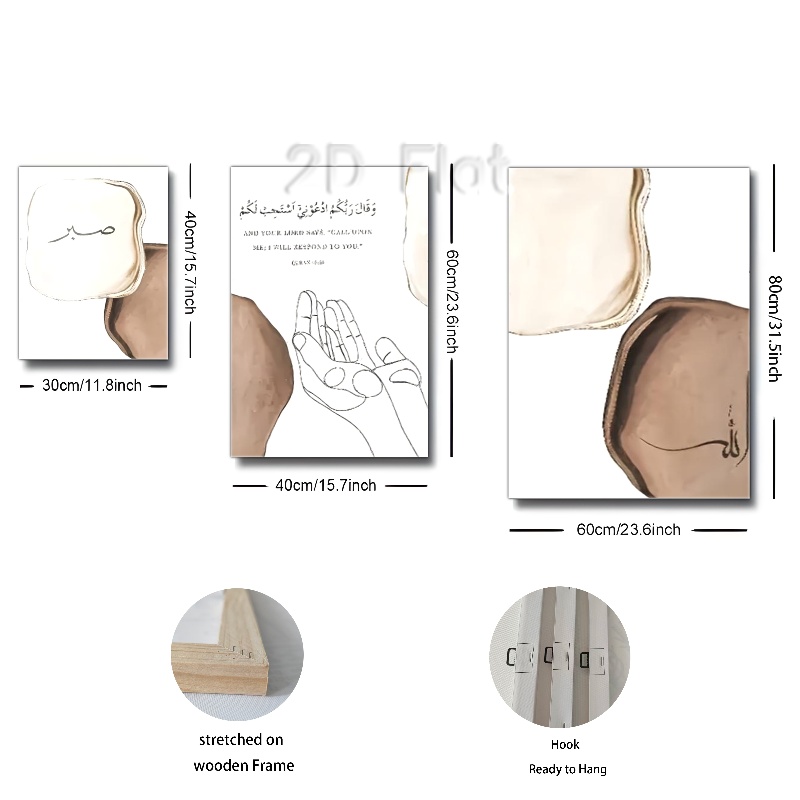 2D Flat
صبر
40cm/15.7inch
30cm/11.8inch
وَقَالَ رَبُّكُمُ ادْعُوْنِيْٓ اَسْتَجِبْ لَكُمْ
AND YOUR LORD SAYS, "CALL UPON
ME; I WILL RESPOND TO YOU."
60cm/23.6inch
40cm/15.7inch
الله
80cm/31.5inch
60cm/23.6inch
stretched on
wooden Frame
Hook
Ready to Hang